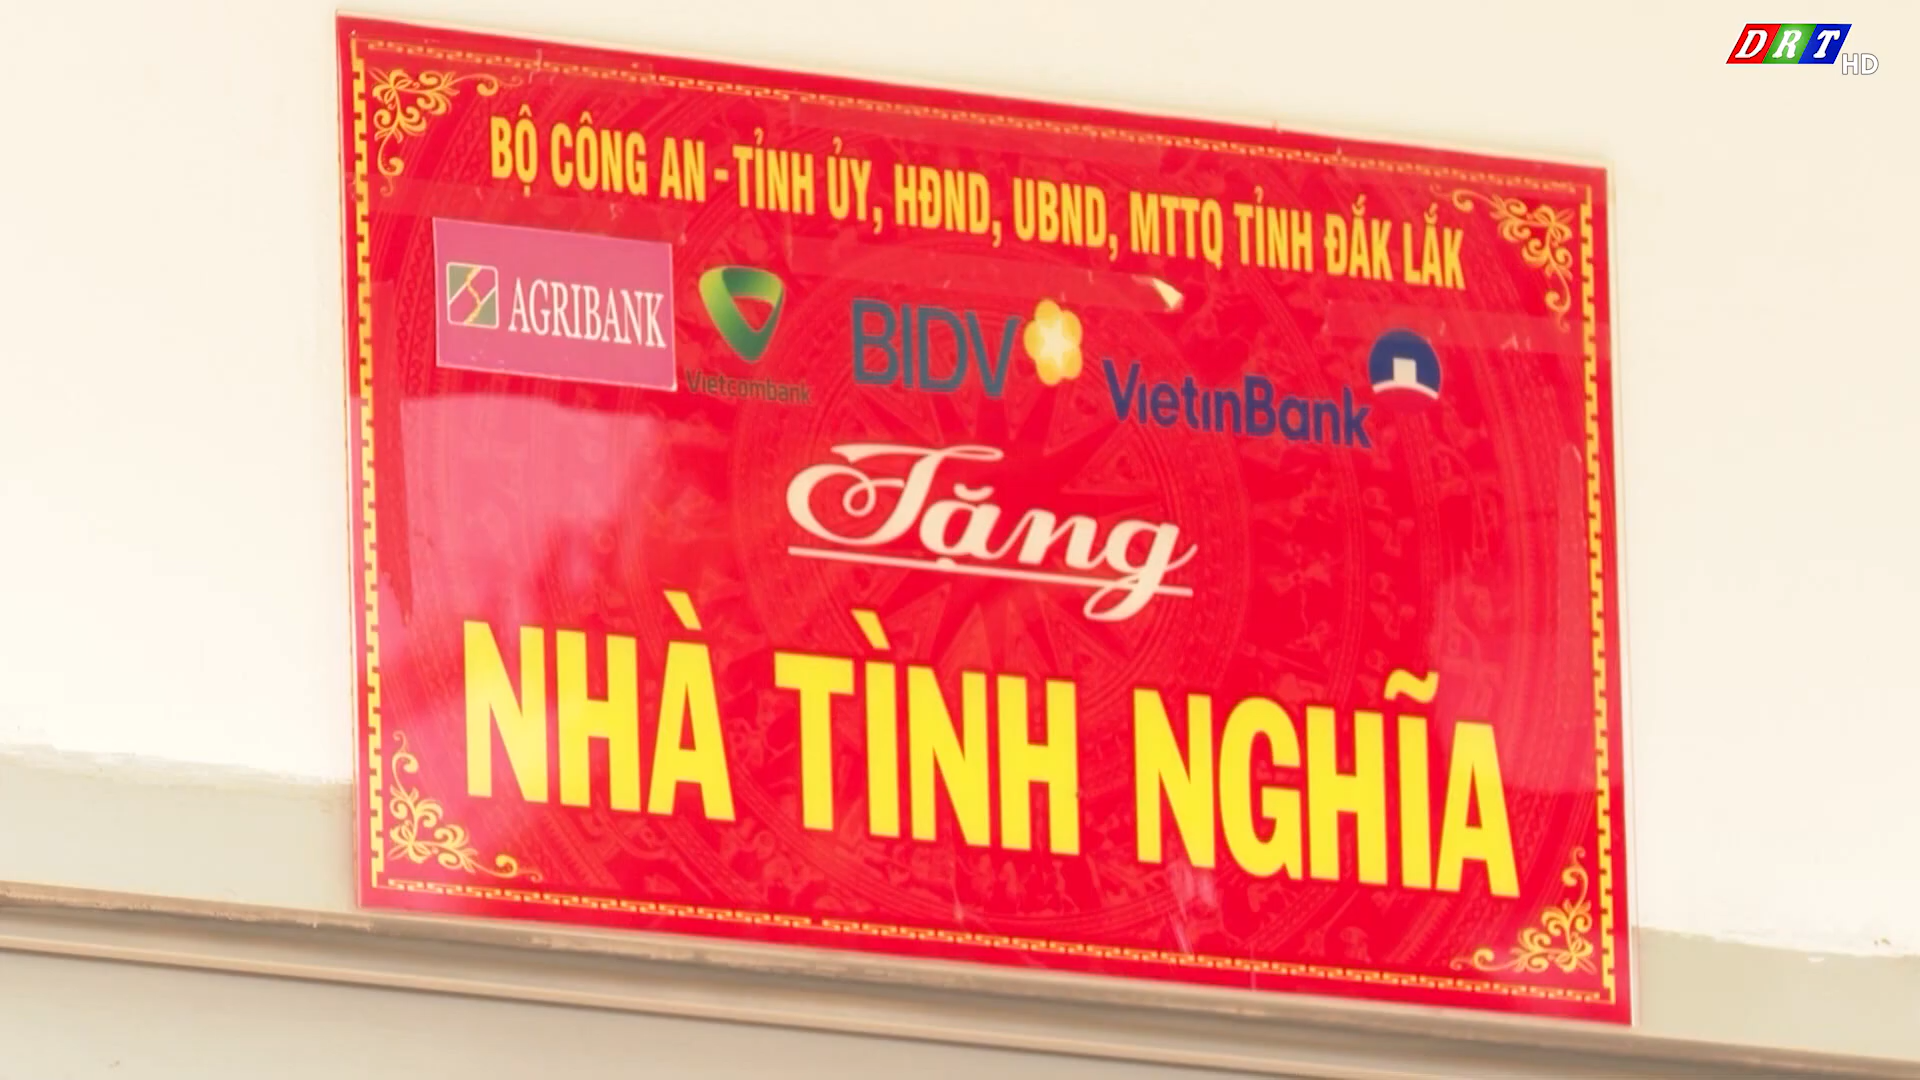 DRT HD
BỘ CÔNG AN - TỈNH ỦY, HĐND, UBND, MTTQ TỈNH ĐẮK LẮK
AGRIBANK Vietcombank BIDV VietinBank
Tặng
NHÀ TÌNH NGHĨA